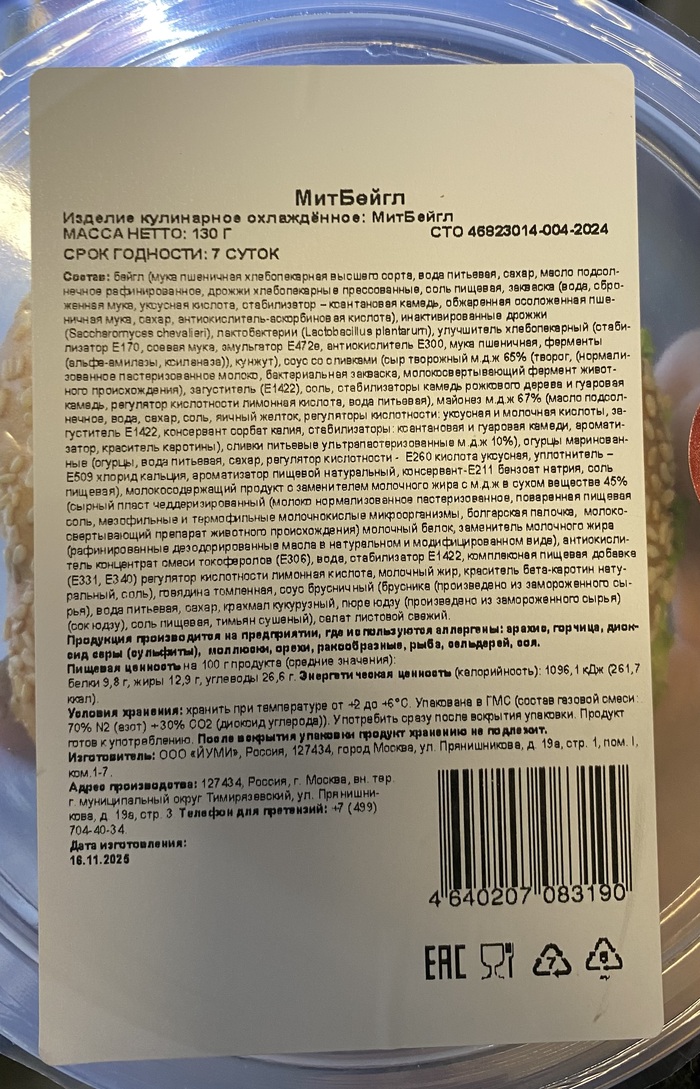 МитБейгл
Изделие кулинарное охлаждённое: МитБейгл
МАССА НЕТТО: 130 Г СТО 46823014-004-2024
СРОК ГОДНОСТИ: 7 СУТОК
Состав: бейгл (мука пшеничная хлебопекарная высшего сорта, вода питьевая, сахар, масло подсол-
нечное рафинированное, дрожжи хлебопекарные прессованные, соль пищевая, закваска (вода, сбро-
женная мука, уксусная кислота, стабилизатор – ксантановая камедь, обжаренная осоложенная пше-
ничная мука, сахар, антиокислитель-аскорбиновая кислота), инактивированные дрожжи
(Saccharomyces chevalieri), лактобактерии (Lactobacillus plantarum), улучшитель хлебопекарный (стаби-
лизатор E170, соевая мука, эмульгатор E472e, антиокислитель E300, мука пшеничная, ферменты
(альфа-амилазы, ксиланаза)), кунжут), соус со сливками (сыр творожный м.д.ж 65% (творог, (нормали-
зованное пастеризованное молоко, бактериальная закваска, молокосвертывающий фермент живот-
ного происхождения), загуститель (E1422), соль, стабилизаторы камедь рожкового дерева и гуаровая
камедь, регулятор кислотности лимонная кислота, вода питьевая), майонез м.д.ж 67% (масло подсол-
нечное, вода, сахар, соль, яичный желток, регуляторы кислотности: уксусная и молочная кислоты, за-
густитель E1422, консервант сорбат калия, стабилизаторы: ксантановая и гуаровая камеди, аромати-
затор, краситель каротины), сливки питьевые ультрапастеризованные м.д.ж 10%), огурцы маринован-
ные (огурцы, вода питьевая, сахар, регулятор кислотности - E260 кислота уксусная, уплотнитель –
E509 хлорид кальция, ароматизатор пищевой натуральный, консервант-E211 бензоат натрия, соль
пищевая), молокосодержащий продукт с заменителем молочного жира с м.д.ж в сухом веществе 45%
(сырный пласт чеддеризированный (молоко нормализованное пастеризованное, поваренная пищевая
соль, мезофильные и термофильные молочнокислые микроорганизмы, болгарская палочка, молоко-
свертывающий препарат животного происхождения) молочный белок, заменитель молочного жира
(рафинированные дезодорированные масла в натуральном и модифицированном виде), антиокисли-
тель концентрат смеси токоферолов (E306), вода, стабилизатор E1422, комплексная пищевая добавка
(E331, E340) регулятор кислотности лимонная кислота, молочный жир, краситель бета-каротин нату-
ральный, соль), говядина томленная, соус брусничный (брусника (произведено из замороженного сы-
рья), вода питьевая, сахар, крахмал кукурузный, пюре юдзу (произведено из замороженного сырья)
(сок юдзу), соль пищевая, тимьян сушеный), салат листовой свежий.
Продукция производится на предприятии, где используются аллергены: арахис, горчица, диок-
сид серы (сульфиты), моллюски, орехи, ракообразные, рыба, сельдерей, соя.
Пищевая ценность на 100 г продукта (средние значения):
белки 9,8 г, жиры 12,9 г, углеводы 26,6 г. Энергетическая ценность (калорийность): 1096,1 кДж (261,7
ккал).
Условия хранения: хранить при температуре от +2 до +6°C. Упакована в ГМС (состав газовой смеси:
70% N2 (азот) +30% CO2 (диоксид углерода)). Употребить сразу после вскрытия упаковки. Продукт
готов к употреблению. После вскрытия упаковки продукт хранению не подлежит.
Изготовитель: ООО «ЙУМИ», Россия, 127434, город Москва, ул. Прянишникова, д. 19а, стр. 1, пом. I,
ком.1-7.
Адрес производства: 127434, Россия, г. Москва, вн. тер.
г. муниципальный округ Тимирязевский, ул. Прянишни-
кова, д. 19а, стр. 3 Телефон для претензий: +7 (499)
704-40-34
Дата изготовления:
16.11.2025
4 640207 083190
EAC 7